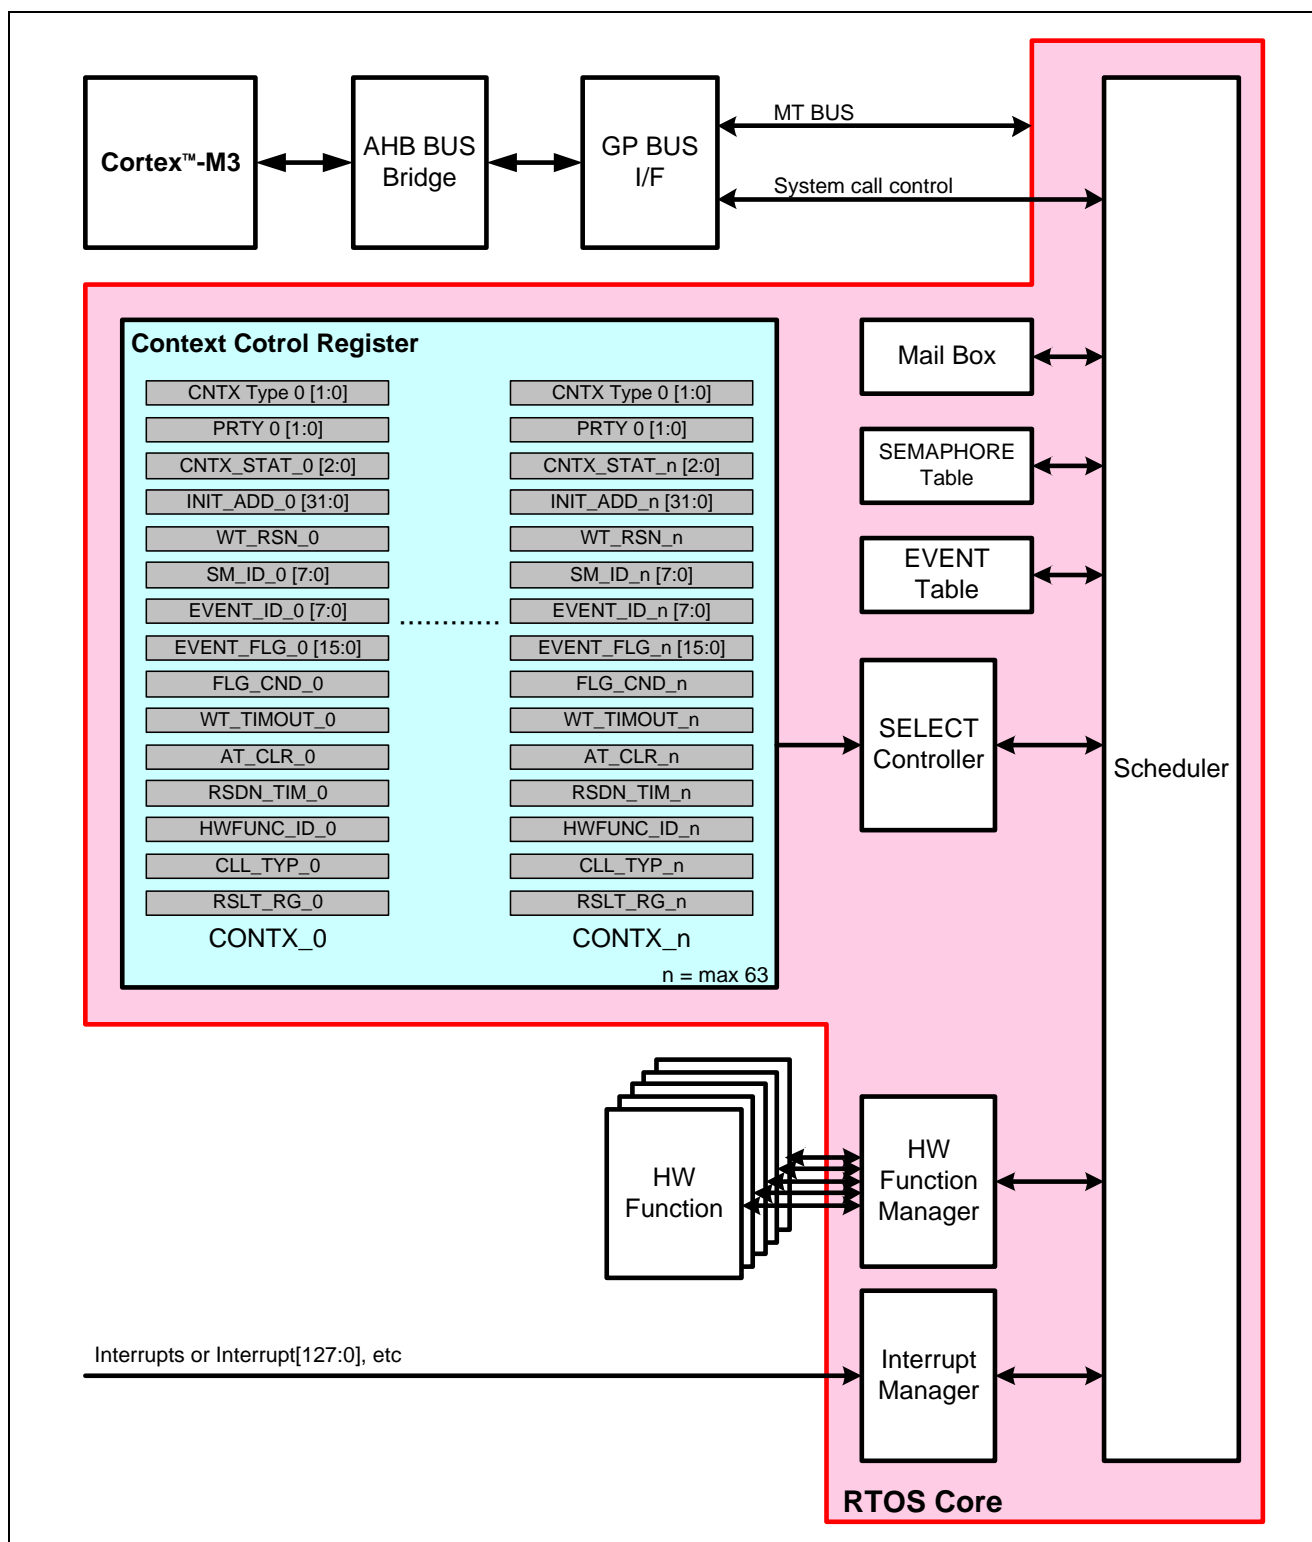 MT BUS
Cortex™-M3
AHB BUS
Bridge
GP BUS
I/F
System call control
Context Cotrol Register
CNTX Type 0 [1:0]
PRTY 0 [1:0]
CNTX_STAT_0 [2:0]
INIT_ADD_0 [31:0]
WT_RSN_0
SM_ID_0 [7:0]
EVENT_ID_0 [7:0]
EVENT_FLG_0 [15:0]
FLG_CND_0
WT_TIMOUT_0
AT_CLR_0
RSDN_TIM_0
HWFUNC_ID_0
CLL_TYP_0
RSLT_RG_0
CONTX_0
............
CNTX Type 0 [1:0]
PRTY 0 [1:0]
CNTX_STAT_n [2:0]
INIT_ADD_n [31:0]
WT_RSN_n
SM_ID_n [7:0]
EVENT_ID_n [7:0]
EVENT_FLG_n [15:0]
FLG_CND_n
WT_TIMOUT_n
AT_CLR_n
RSDN_TIM_n
HWFUNC_ID_n
CLL_TYP_n
RSLT_RG_n
CONTX_n
n = max 63
Mail Box
SEMAPHORE
Table
EVENT
Table
SELECT
Controller
Scheduler
HW
Function
HW
Function
Manager
Interrupts or Interrupt[127:0], etc
Interrupt
Manager
RTOS Core